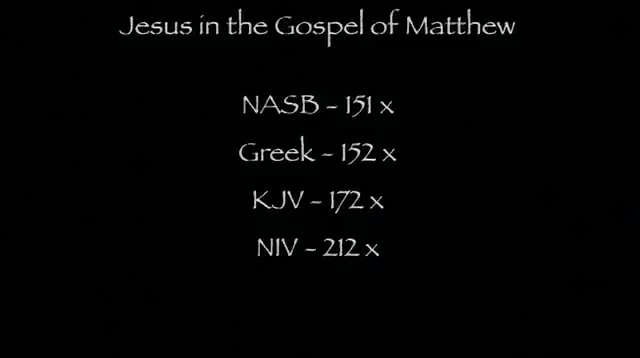 Jesus in the Gospel of Matthew
NASB - 151 x
Greek - 152 x
KJV - 172 x
NIV - 212 x